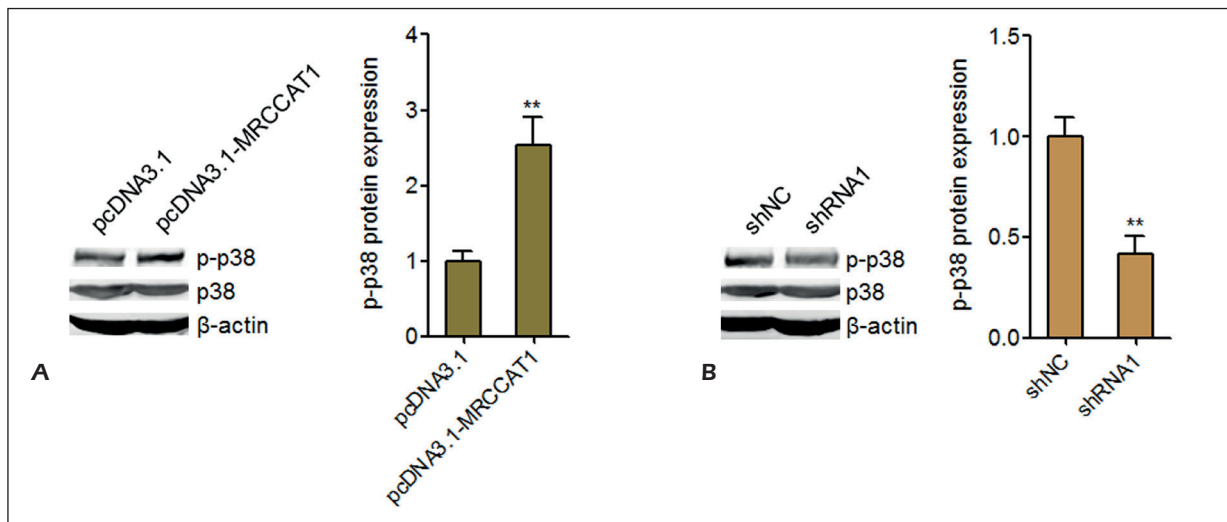 pcDNA3.1
pcDNA3.1-MRCCAT1
p-p38
p38
β-actin
A
p-p38 protein expression
4
3
2
1
0
**
pcDNA3.1
pcDNA3.1-MRCCAT1
shNC
shRNA1
p-p38
p38
β-actin
B
p-p38 protein expression
1.5
1.0
0.5
0.0
**
shNC
shRNA1